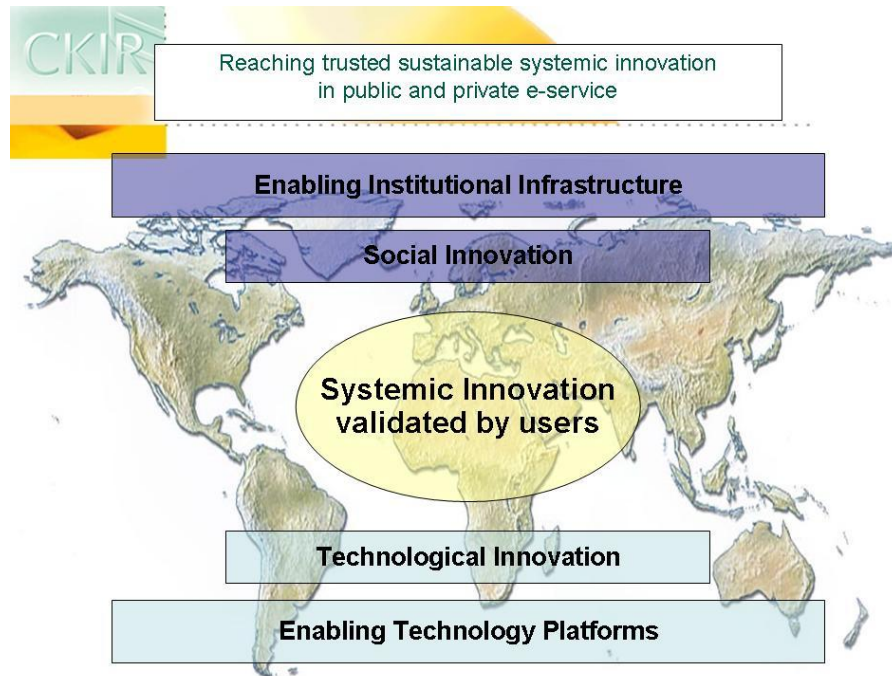 CKIR
Reaching trusted sustainable systemic innovation
in public and private e-service
Enabling Institutional Infrastructure
Social Innovation
Systemic Innovation
validated by users
Technological Innovation
Enabling Technology Platforms